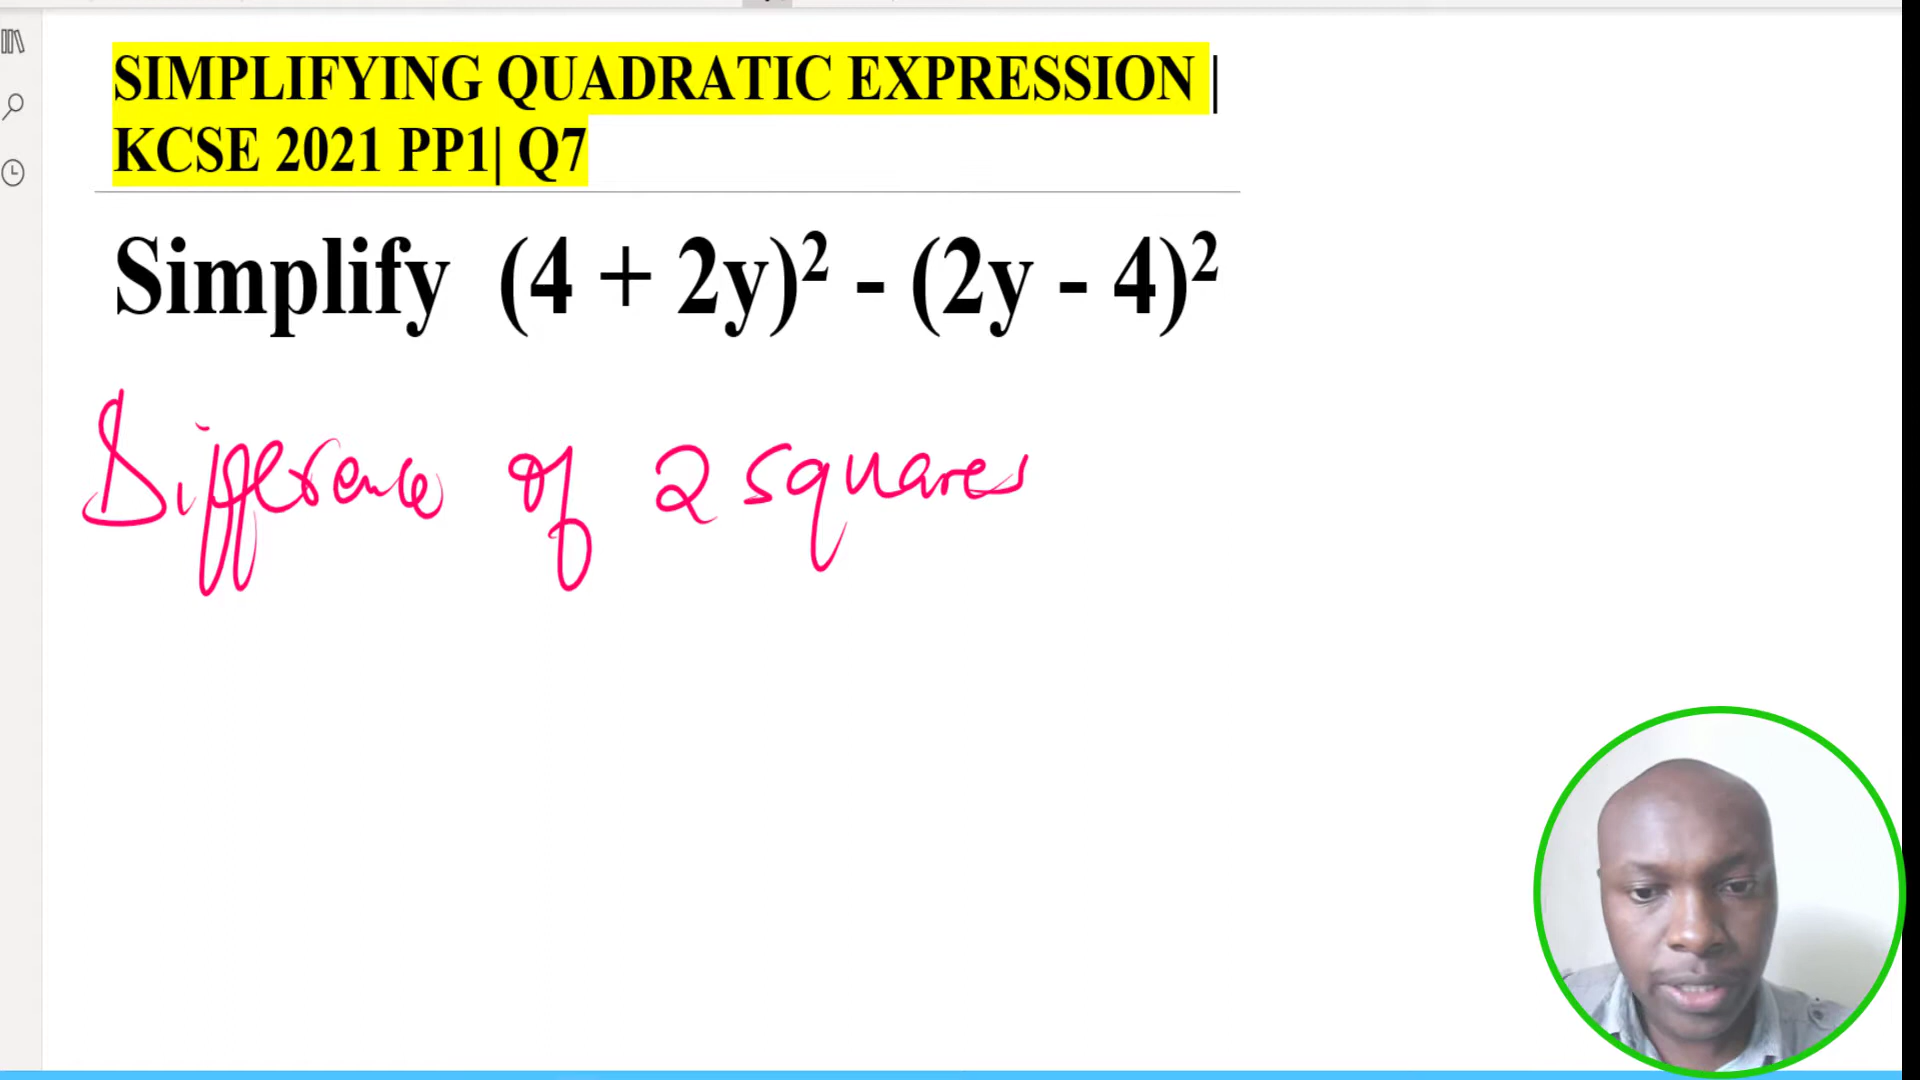 SIMPLIFYING QUADRATIC EXPRESSION |
KCSE 2021 PP1| Q7
Simplify (4 + 2y)² - (2y - 4)²
Difference of 2 squares